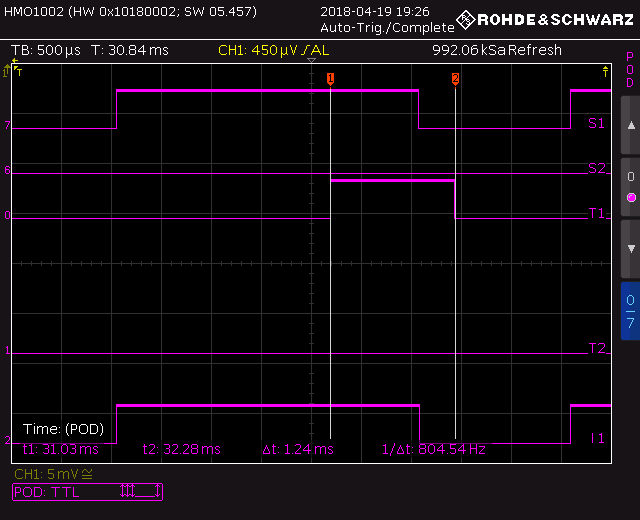 HMO1002 (HW 0x10180002; SW 05.457)
2018-04-19 19:26
Auto-Trig./Complete
ROHDE&SCHWARZ
TB: 500 µs T: 30.84 ms CH1: 450 µV / AL 992.06 kSa Refresh
POD
T
1 2
7 S1
6 S2
0 T1
0
0
7
1 T2
2 I1
Time: (POD)
t1: 31.03 ms t2: 32.28 ms Δt: 1.24 ms 1/Δt: 804.54 Hz
CH1: 5 mV
POD: TTL